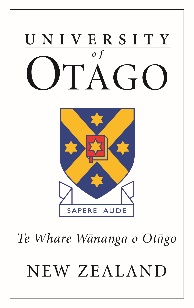 UNIVERSITY
of
OTAGO
SAPERE AUDE
Te Whare Wānanga o Otāgo
NEW ZEALAND